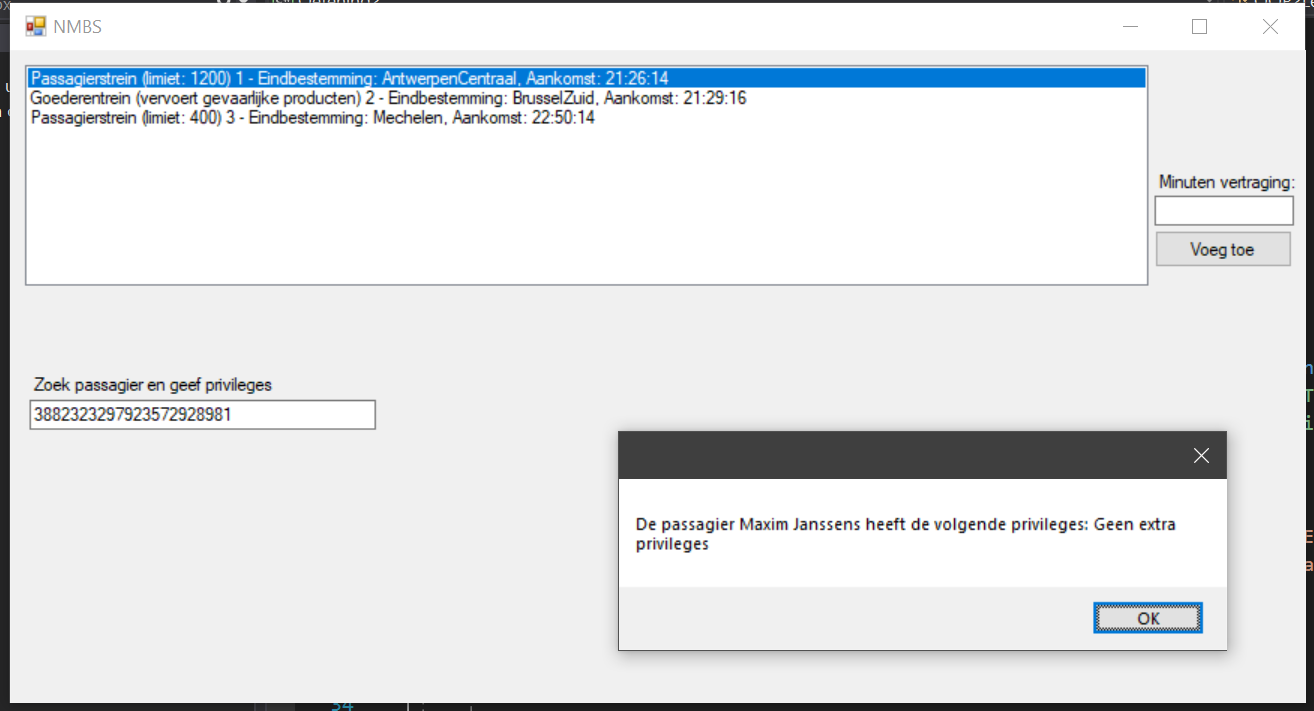 NMBS
Passagierstrein (limiet: 1200) 1 - Eindbestemming: AntwerpenCentraal, Aankomst: 21:26:14
Goederentrein (vervoert gevaarlijke producten) 2 - Eindbestemming: BrusselZuid, Aankomst: 21:29:16
Passagierstrein (limiet: 400) 3 - Eindbestemming: Mechelen, Aankomst: 22:50:14
Minuten vertraging:
Voeg toe
Zoek passagier en geef privileges
3882323297923572928981
De passagier Maxim Janssens heeft de volgende privileges: Geen extra
privileges
OK
34